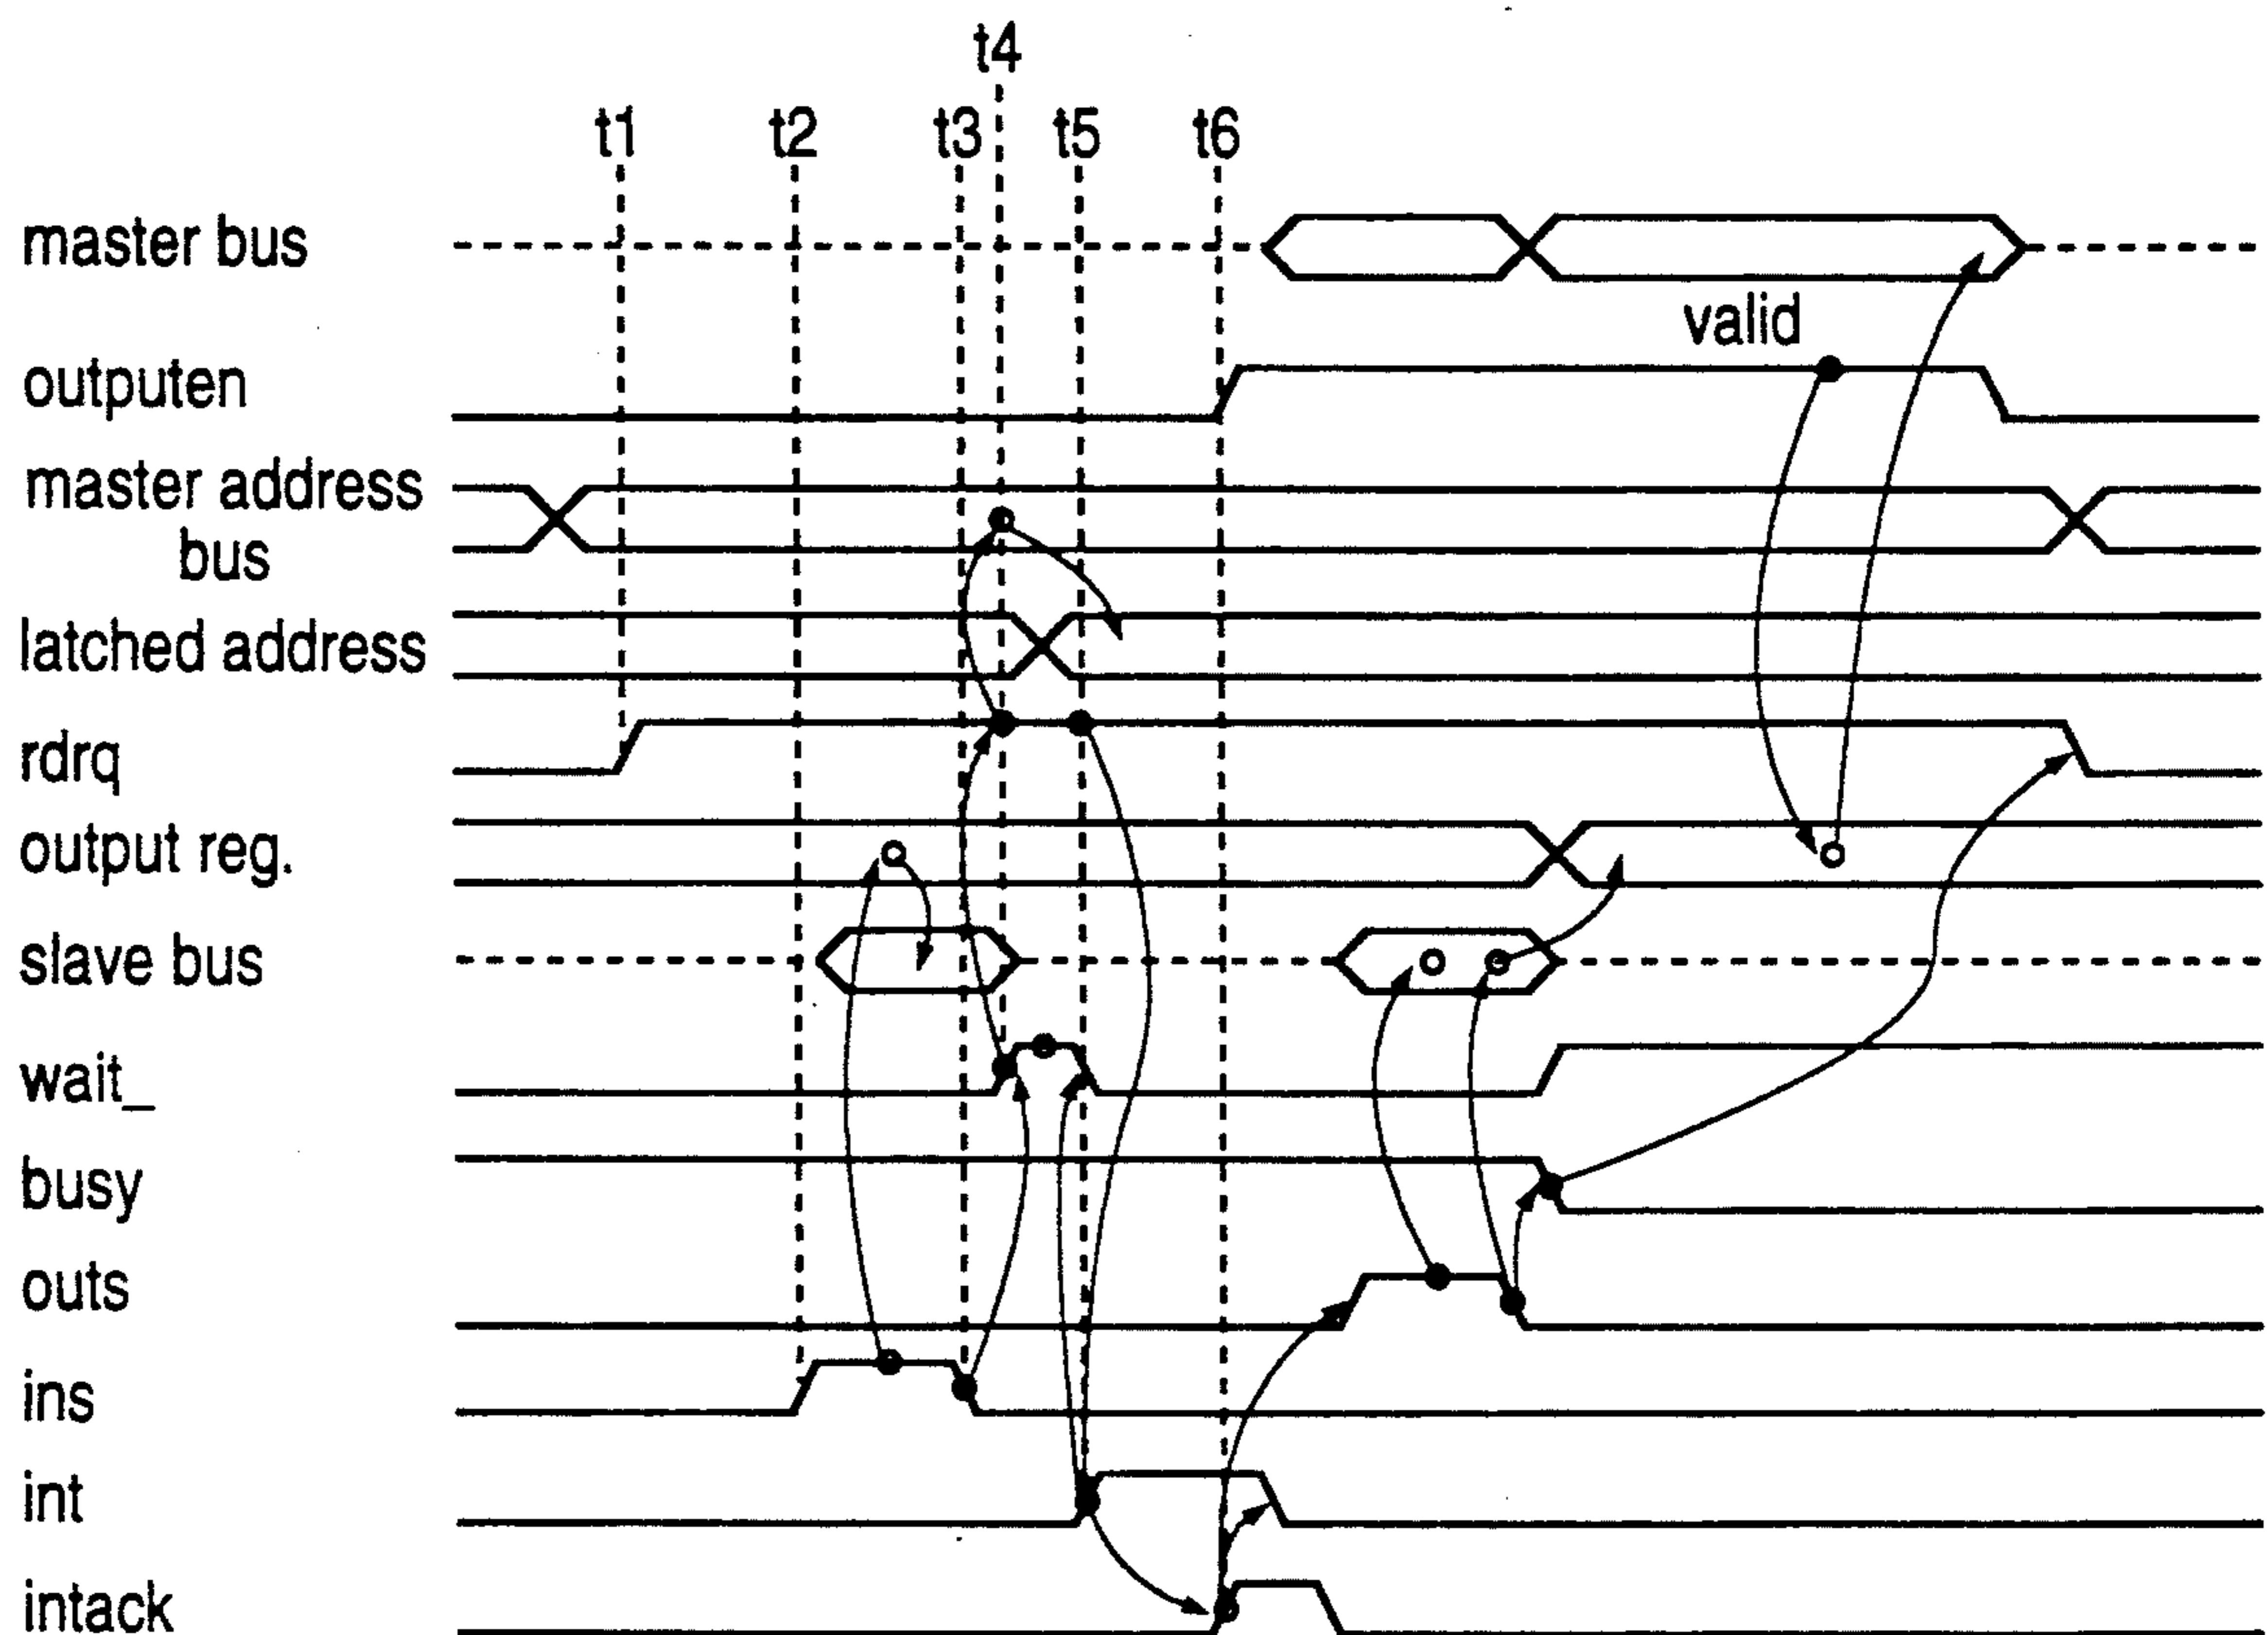 t4
t1 t2 t3 t5 t6
master bus
valid
outputen
master address
bus
latched address
rdrq
output reg.
slave bus
wait_
busy
outs
ins
int
intack